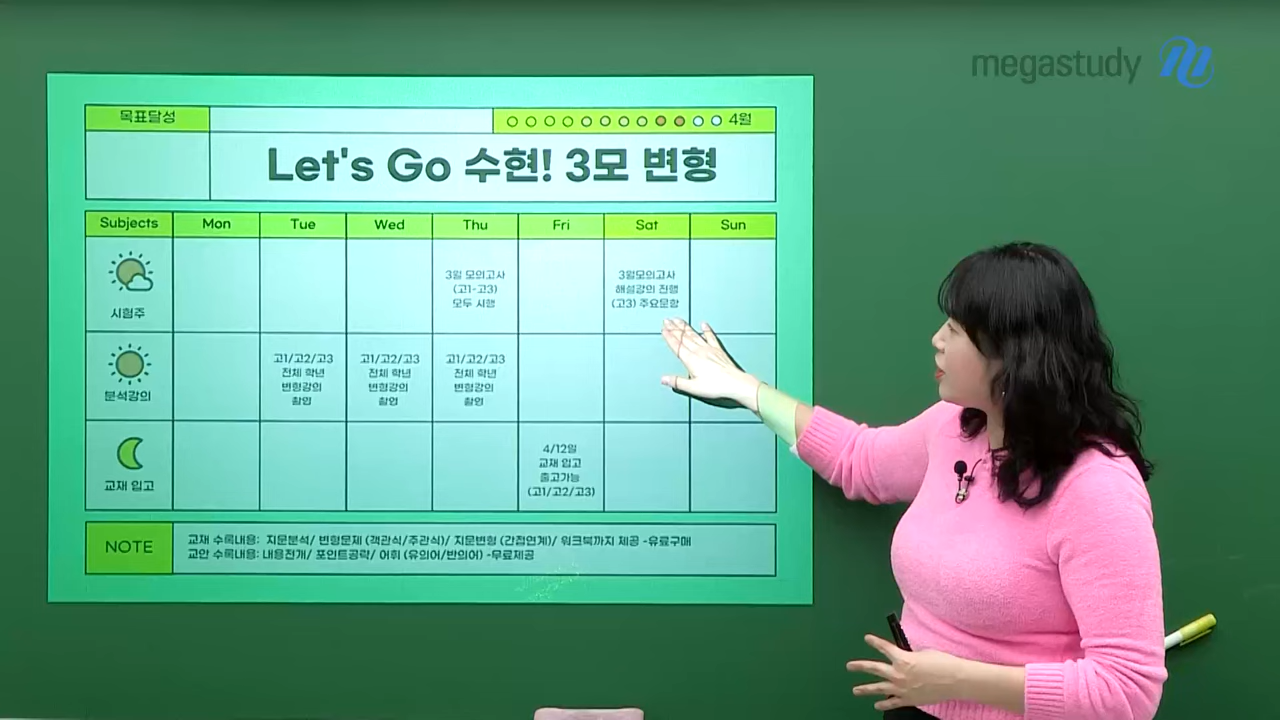 megastudy
목표달성
4월
Let's Go 수현! 3모 변형
Subjects Mon Tue Wed Thu Fri Sat Sun
시험주
3월 모의고사
(고1-고3)
모두 시행
3월모의고사
해설강의 진행
(고3) 주요문항
분석강의
고1/고2/고3
전체 학년
변형강의
촬영
고1/고2/고3
전체 학년
변형강의
촬영
고1/고2/고3
전체 학년
변형강의
촬영
교재 입고
4/12일
교재 입고
출고가능
(고1/고2/고3)
NOTE
교재 수록내용: 지문분석/ 변형문제 (객관식/주관식)/ 지문변형 (간접연계)/ 워크북까지 제공 -유료구매
교안 수록내용: 내용전개/ 포인트공략/ 어휘 (유의어/반의어) -무료제공